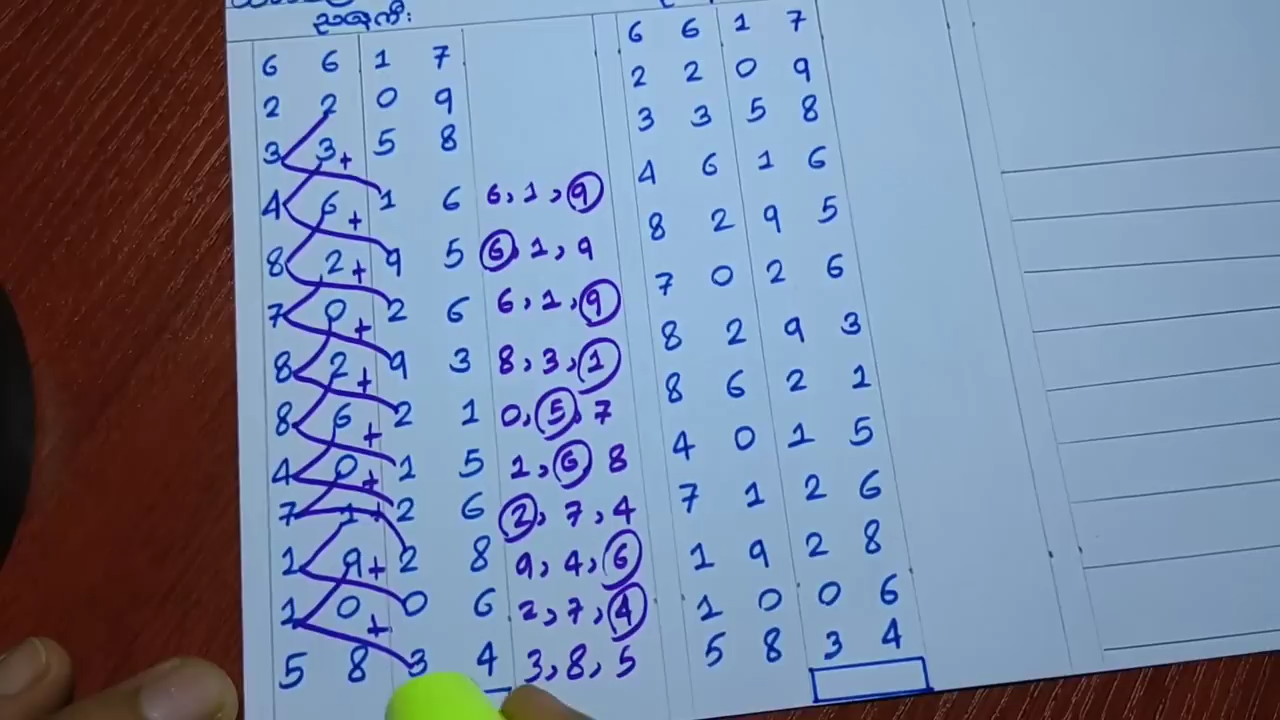 ညနေပိုင်း
6 6 1 7
2 2 0 9
3 3 + 5 8
4 6 + 1 6 6, 1, 9
8 2 + 9 5 6, 1, 9
7 0 + 2 6 6, 1, 9
8 2 + 9 3 8, 3, 1
8 6 + 2 1 0, 5, 7
4 0 + 1 5 1, 6 8
7 1 + 2 6 2, 7, 4
1 9 + 2 8 9, 4, 6
1 0 + 0 6 2, 7, 4
5 8 3 4 3, 8, 5
6 6 1 7
2 2 0 9
3 3 5 8
4 6 1 6
8 2 9 5
7 0 2 6
8 2 9 3
8 6 2 1
4 0 1 5
7 1 2 6
1 9 2 8
1 0 0 6
5 8 3 4